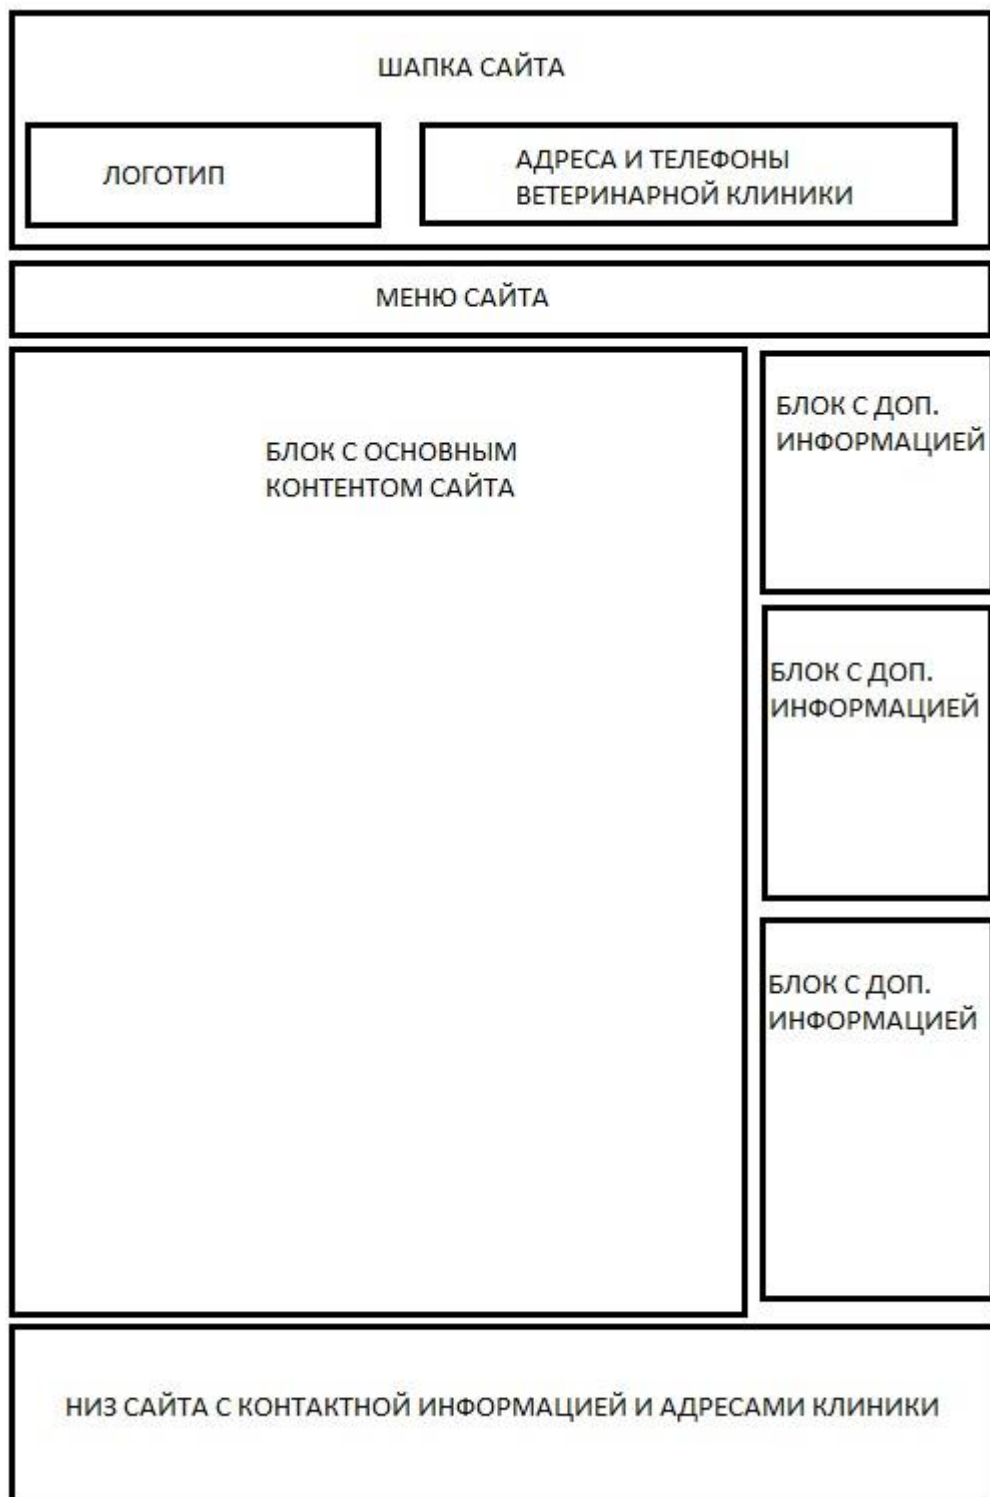 ШАПКА САЙТА
ЛОГОТИП
АДРЕСА И ТЕЛЕФОНЫ
ВЕТЕРИНАРНОЙ КЛИНИКИ
МЕНЮ САЙТА
БЛОК С ОСНОВНЫМ
КОНТЕНТОМ САЙТА
БЛОК С ДОП.
ИНФОРМАЦИЕЙ
БЛОК С ДОП.
ИНФОРМАЦИЕЙ
БЛОК С ДОП.
ИНФОРМАЦИЕЙ
НИЗ САЙТА С КОНТАКТНОЙ ИНФОРМАЦИЕЙ И АДРЕСАМИ КЛИНИКИ